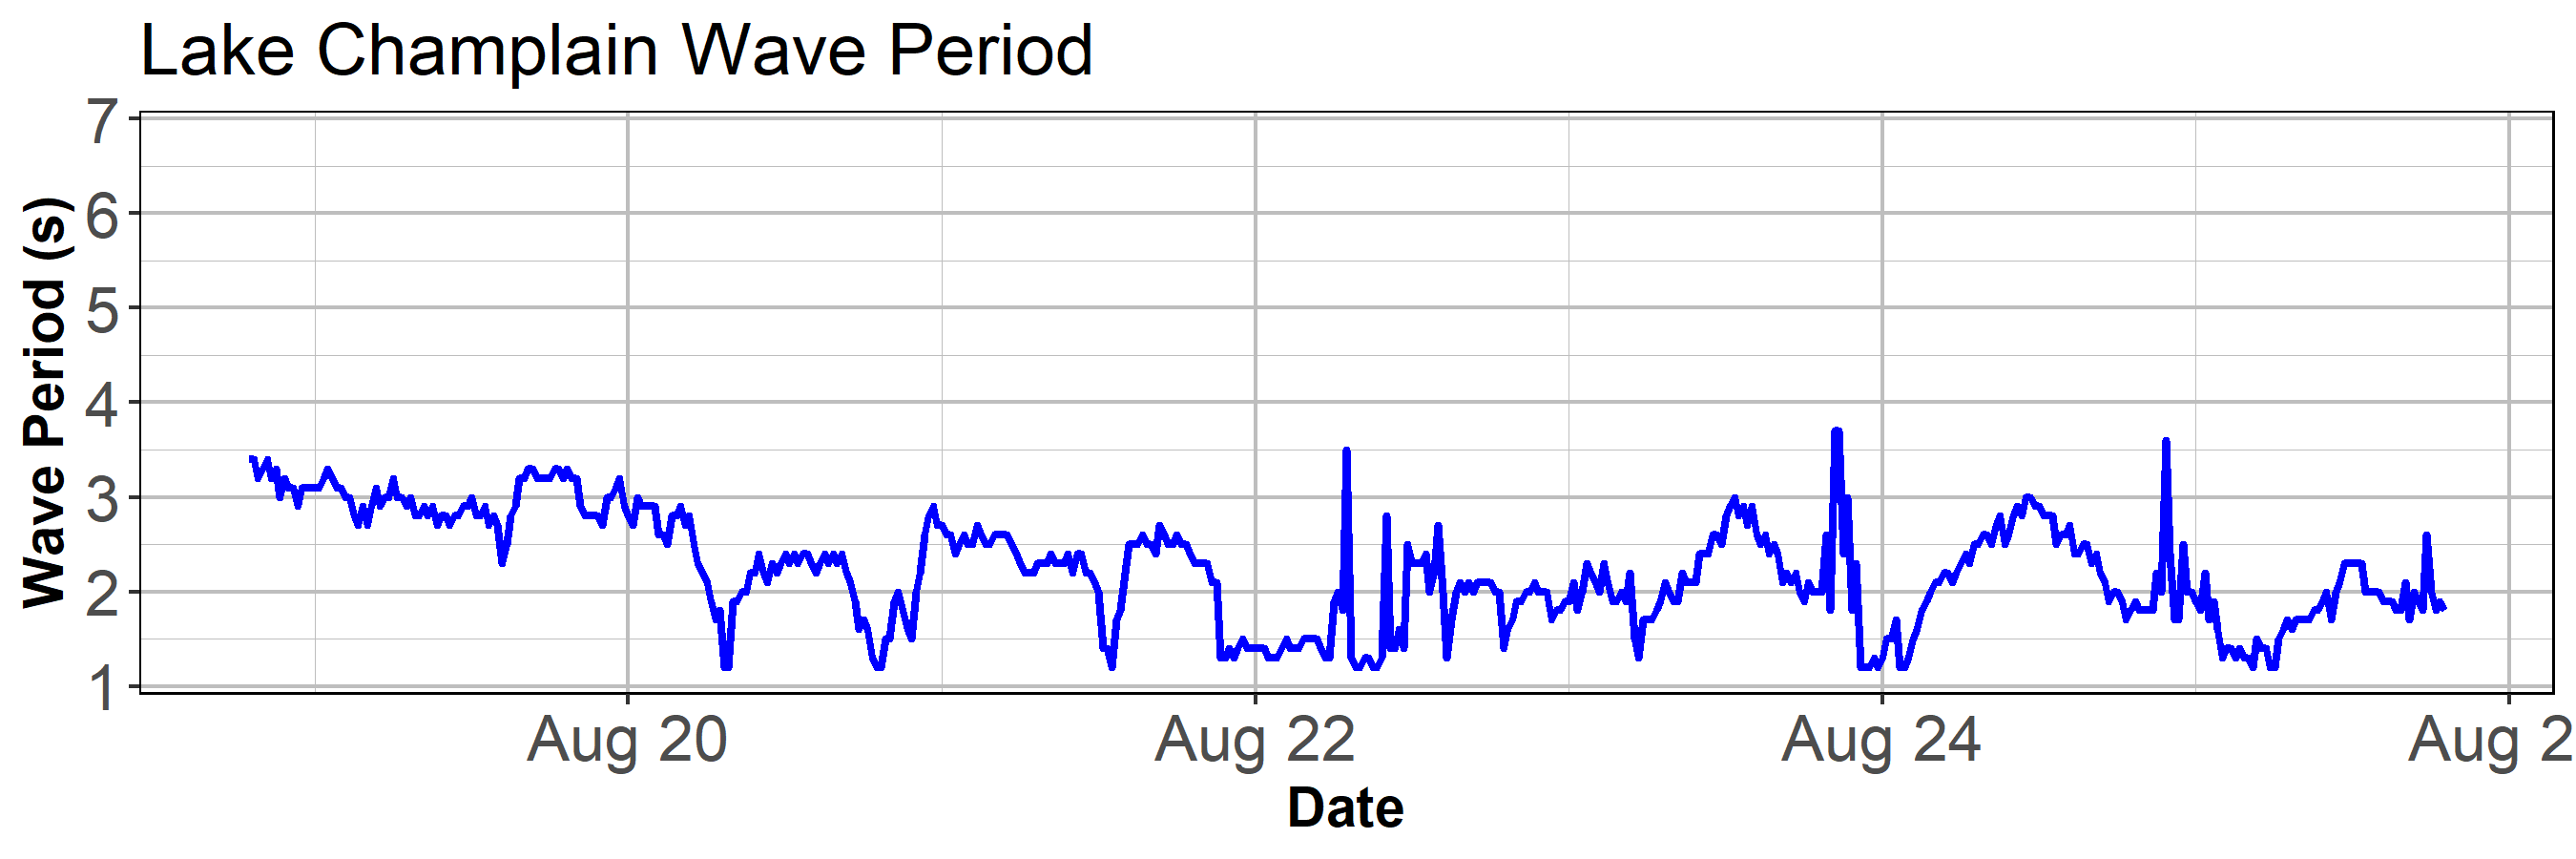 Lake Champlain Wave Period
Wave Period (s)
7
6
5
4
3
2
1
Aug 20
Aug 22
Aug 24
Aug 2
Date